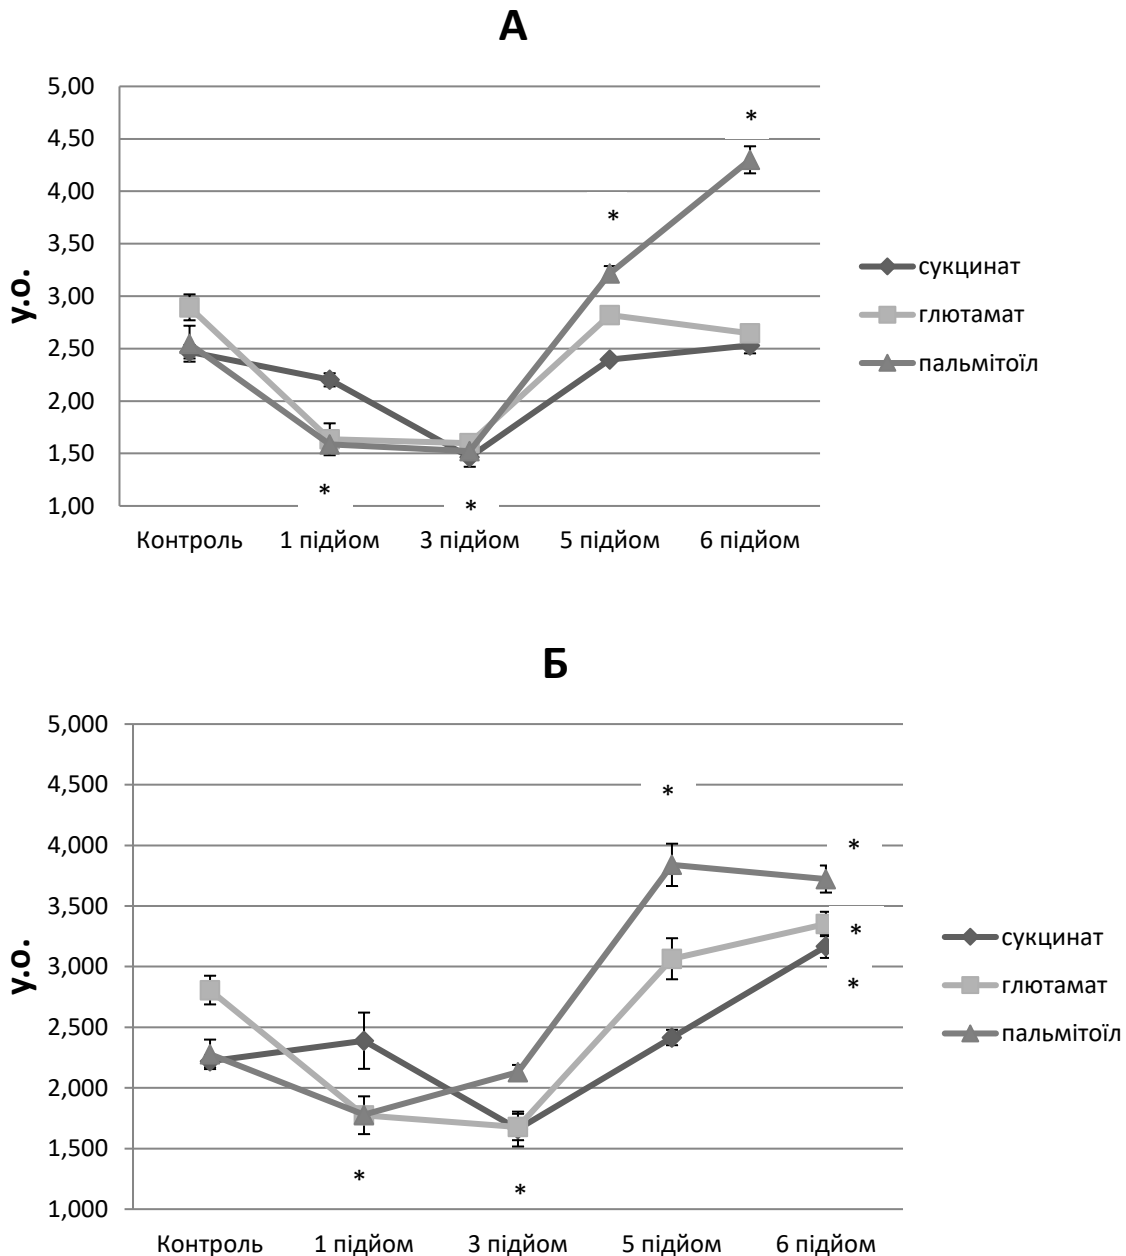 А
5,00
4,50
4,00
3,50
3,00
2,50
2,00
1,50
1,00
у.о.
* * * *
Контроль 1 підйом 3 підйом 5 підйом 6 підйом
сукцинат
глютамат
пальмітоїл
Б
5,000
4,500
4,000
3,500
3,000
2,500
2,000
1,500
1,000
у.о.
* * * * * *
Контроль 1 підйом 3 підйом 5 підйом 6 підйом
сукцинат
глютамат
пальмітоїл